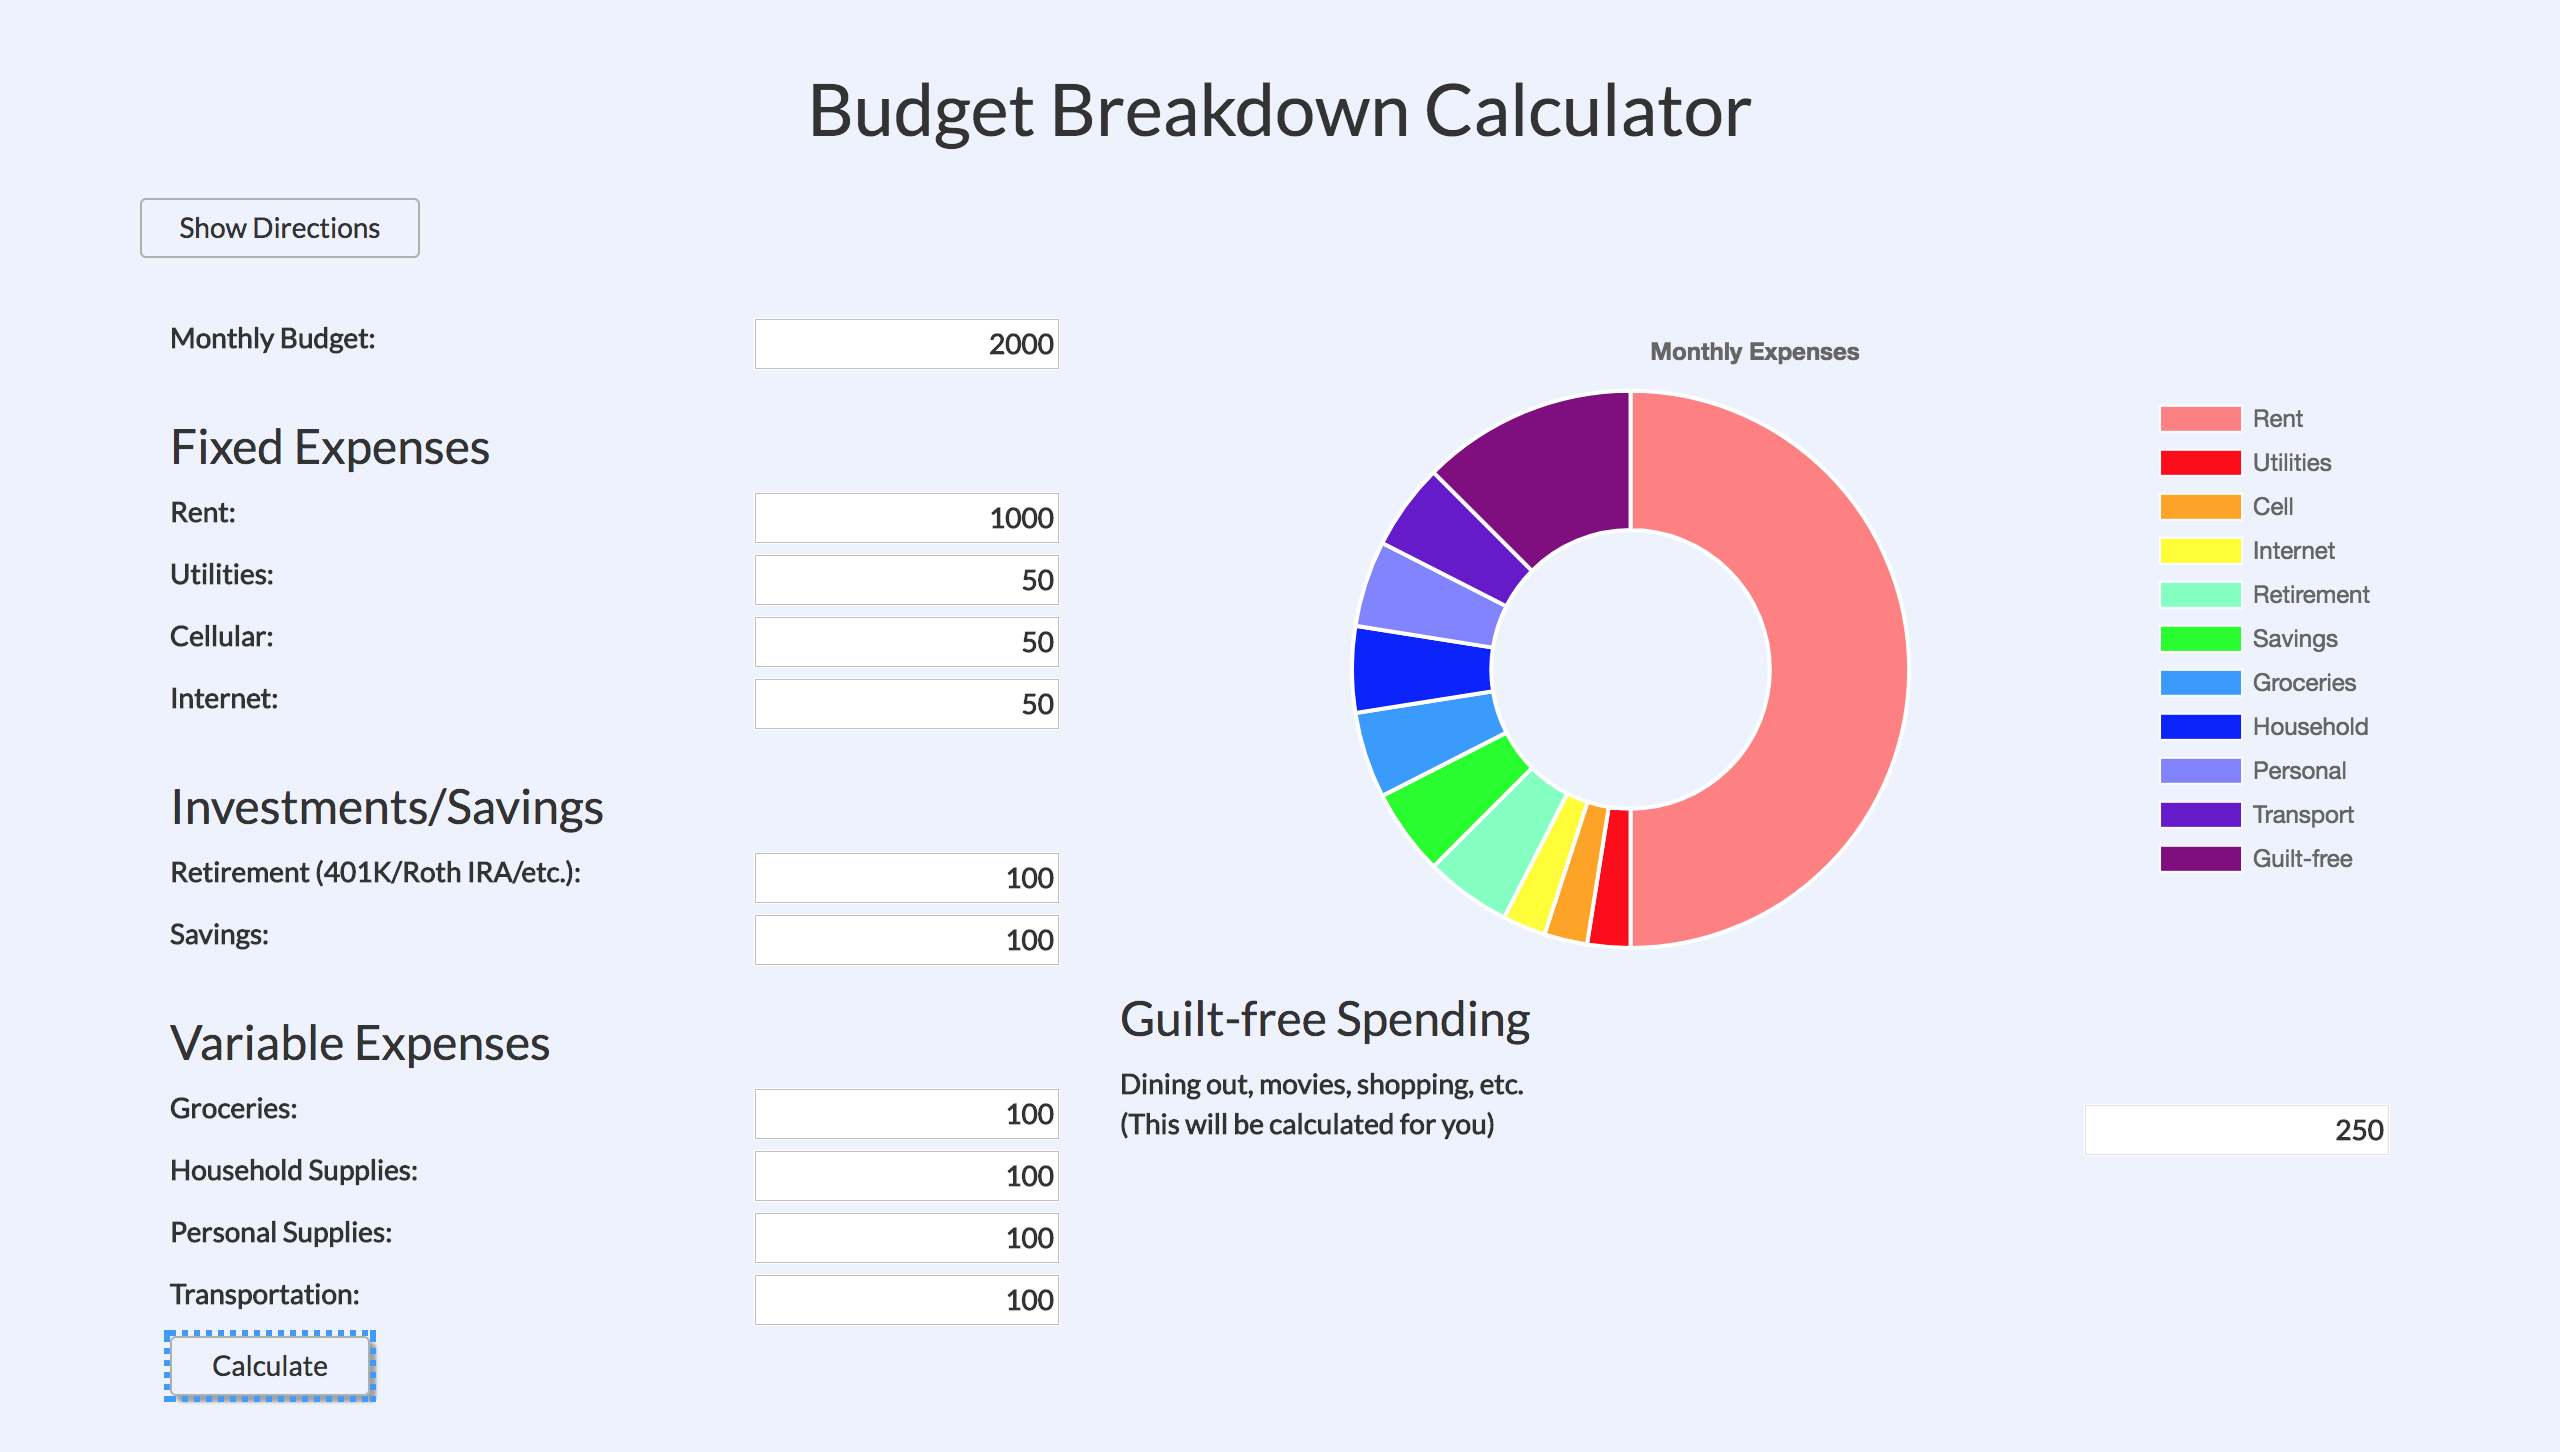 Budget Breakdown Calculator
Show Directions
Monthly Budget: 2000
Fixed Expenses
Rent: 1000
Utilities: 50
Cellular: 50
Internet: 50
Investments/Savings
Retirement (401K/Roth IRA/etc.): 100
Savings: 100
Variable Expenses
Groceries: 100
Household Supplies: 100
Personal Supplies: 100
Transportation: 100
Calculate
Monthly Expenses
Rent
Utilities
Cell
Internet
Retirement
Savings
Groceries
Household
Personal
Transport
Guilt-free
Guilt-free Spending
Dining out, movies, shopping, etc.
(This will be calculated for you) 250